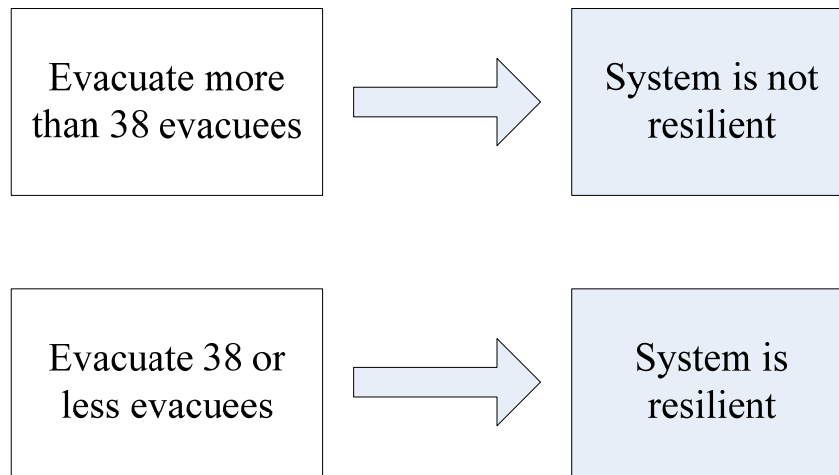 Evacuate more
than 38 evacuees
System is not
resilient
Evacuate 38 or
less evacuees
System is
resilient